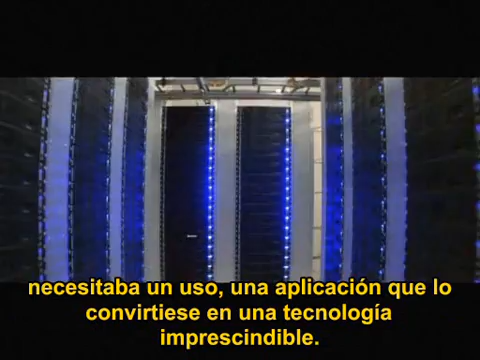 necesitaba un uso, una aplicación que lo
convirtiese en una tecnología
imprescindible.